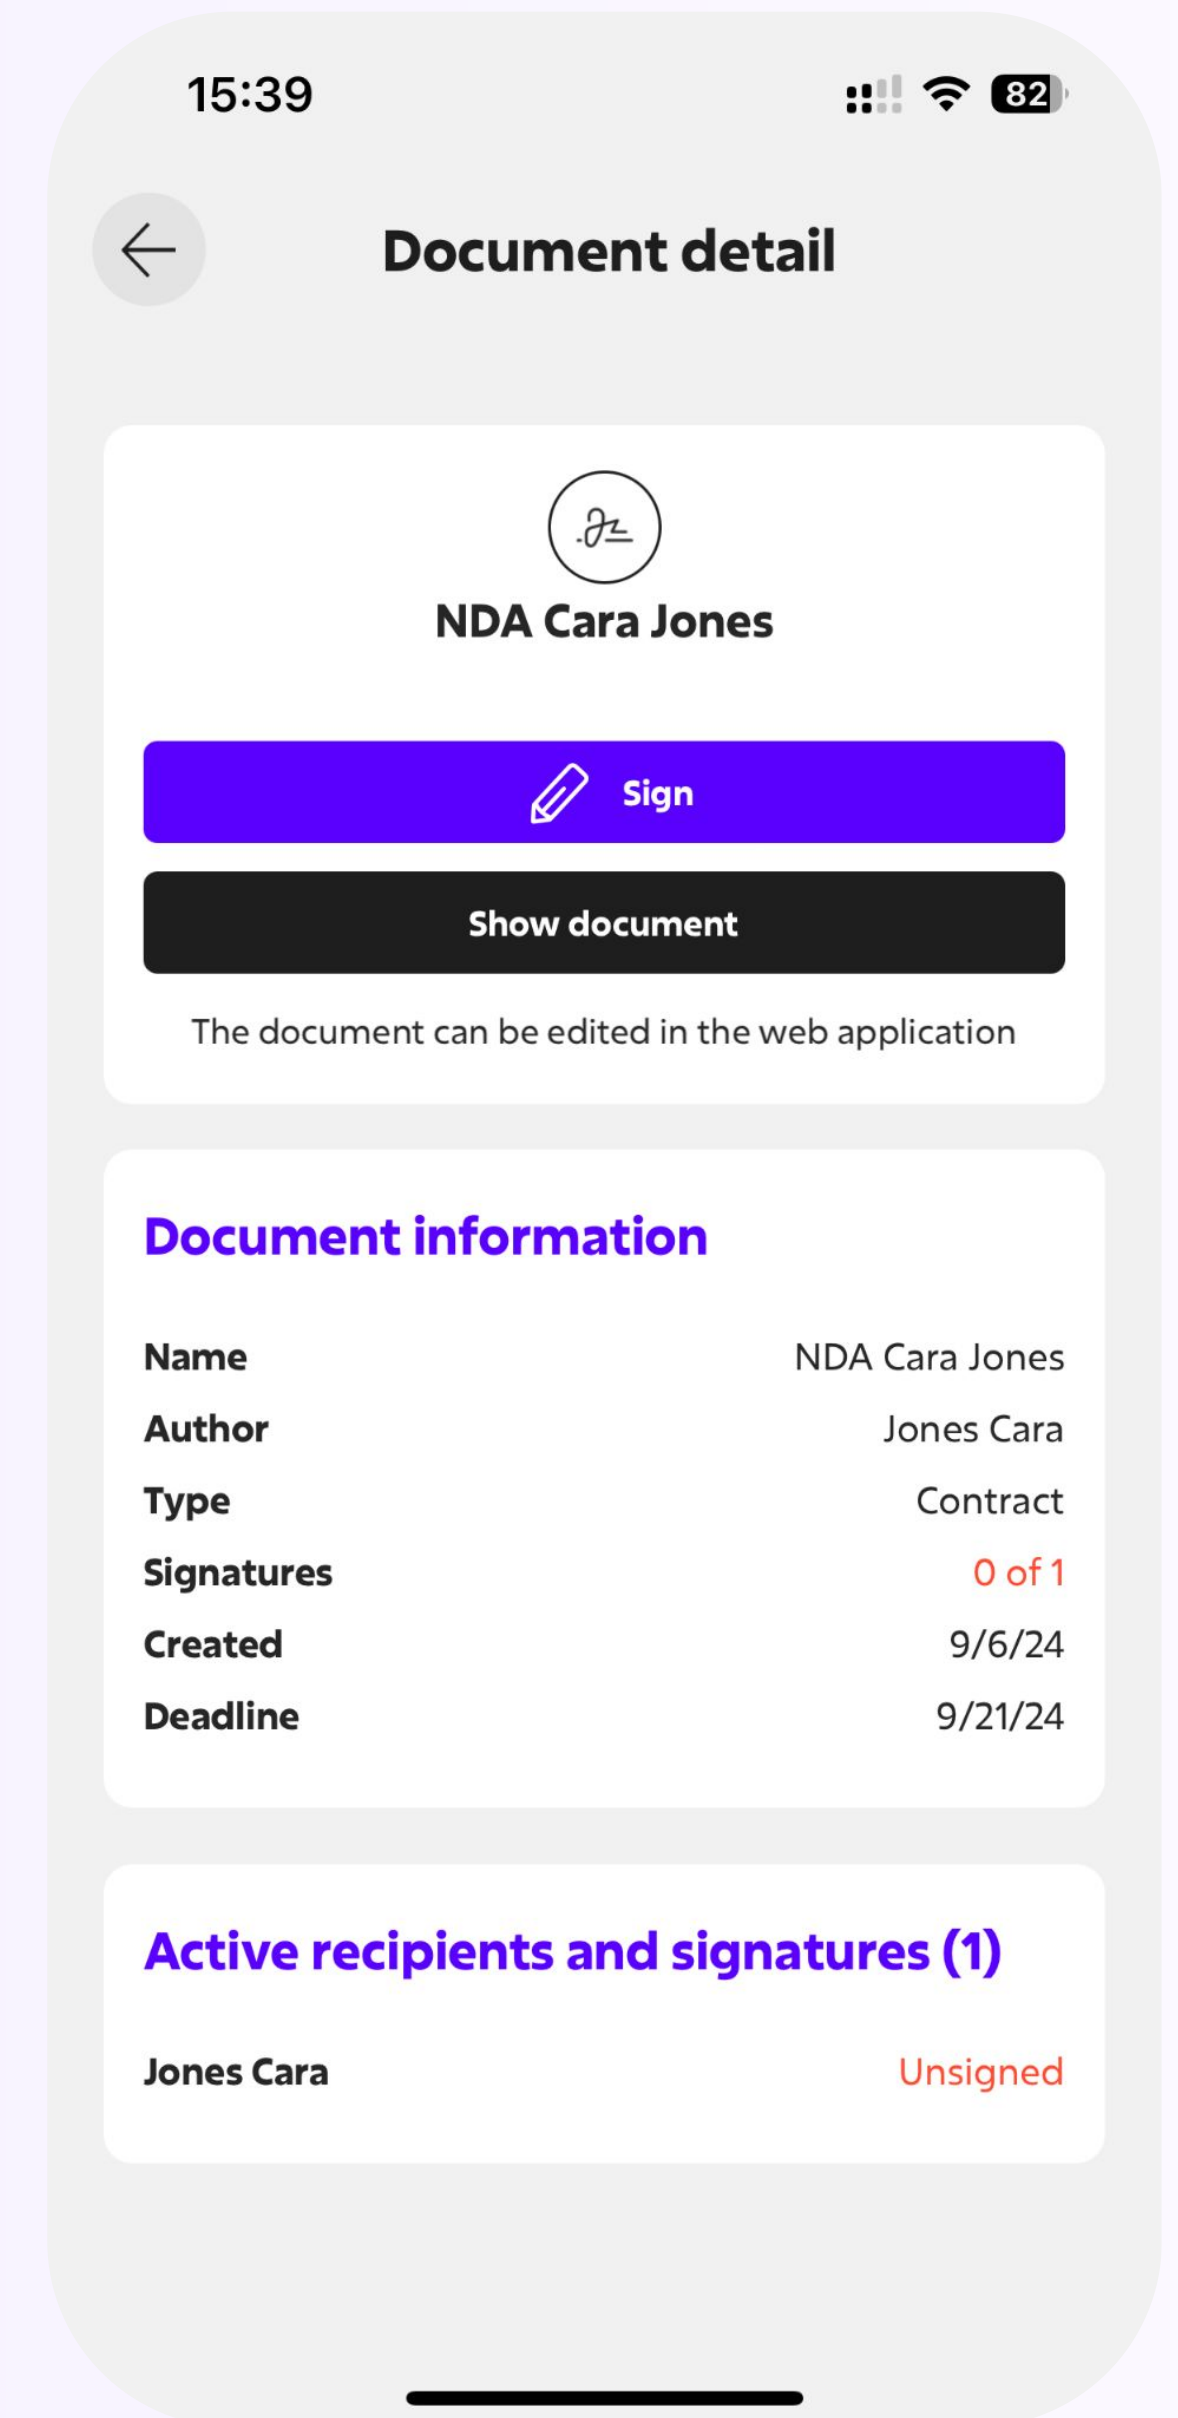 15:39
82
Document detail
NDA Cara Jones
Sign
Show document
The document can be edited in the web application
Document information
Name NDA Cara Jones
Author Jones Cara
Type Contract
Signatures 0 of 1
Created 9/6/24
Deadline 9/21/24
Active recipients and signatures (1)
Jones Cara Unsigned